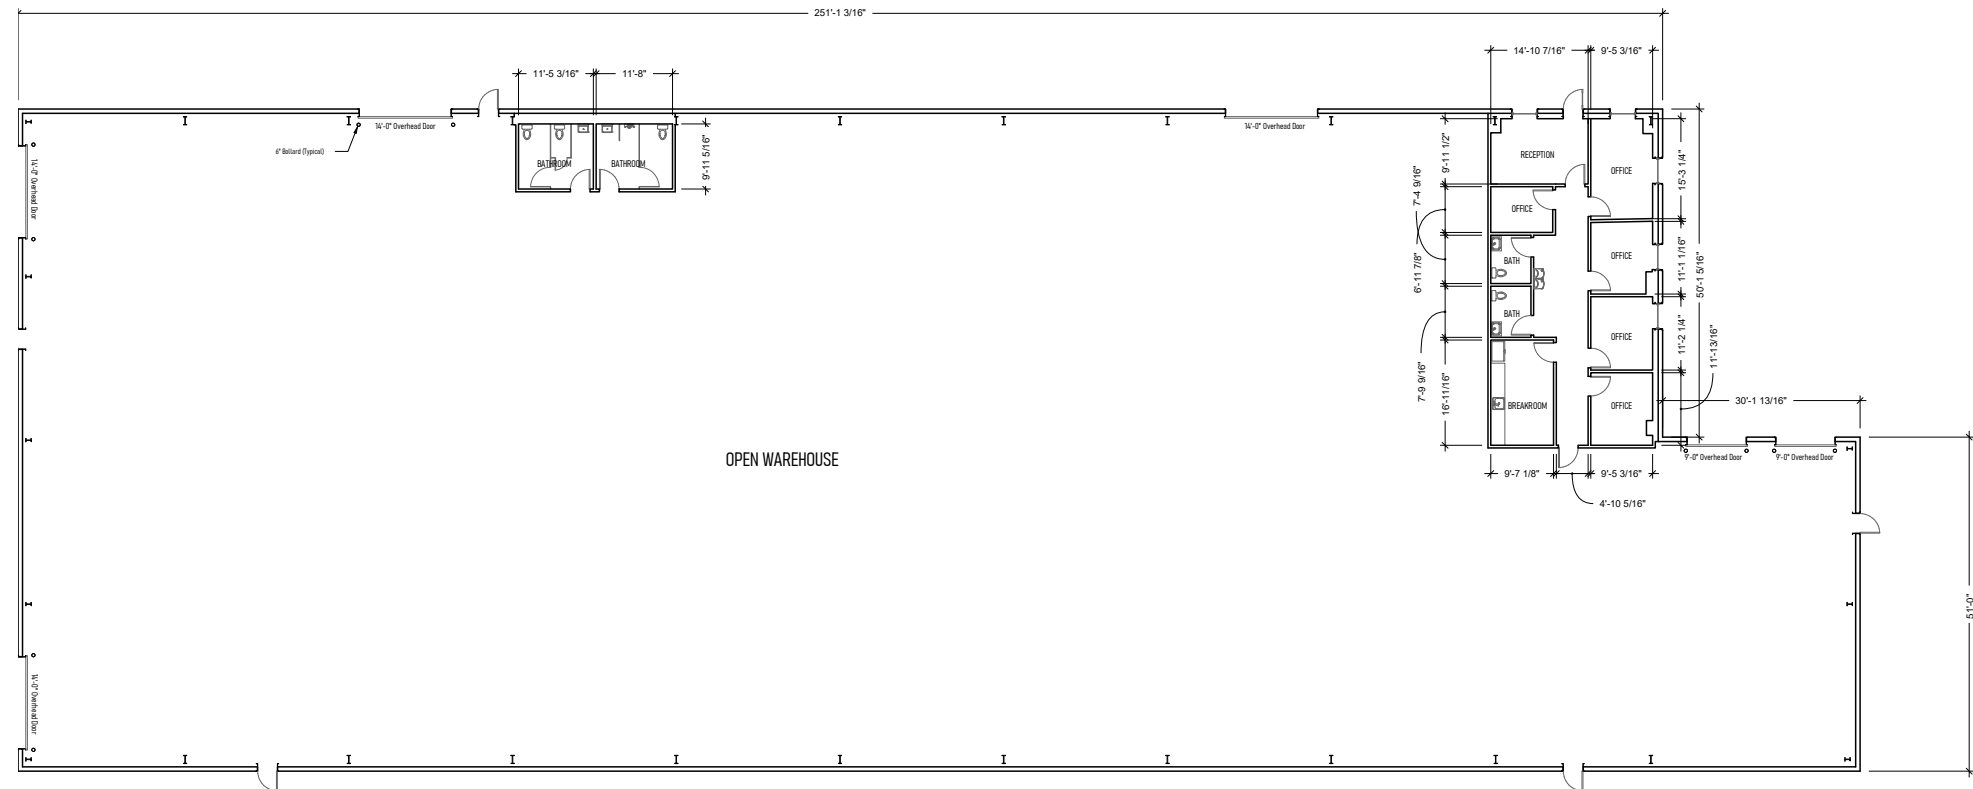 251'-1 3/16"
14'-10 7/16"
9'-5 3/16"
11'-5 3/16"
11'-8"
14'-0" Overhead Door
14'-0" Overhead Door
6" Bollard (Typical)
14'-0" Overhead Door
BATHROOM
BATHROOM
9'-11 5/16"
9'-11 1/2"
RECEPTION
OFFICE
15'-3 1/4"
7'-4 9/16"
OFFICE
6'-11 7/8"
BATH
OFFICE
11'-1 1/16"
50'-1 5/16"
BATH
OFFICE
11'-2 1/4"
11'-13/16"
7'-9 9/16"
16'-11/16"
BREAKROOM
OFFICE
30'-1 13/16"
OPEN WAREHOUSE
9'-0" Overhead Door
9'-0" Overhead Door
9'-7 1/8"
9'-5 3/16"
4'-10 5/16"
51'-0"
14'-0" Overhead Door